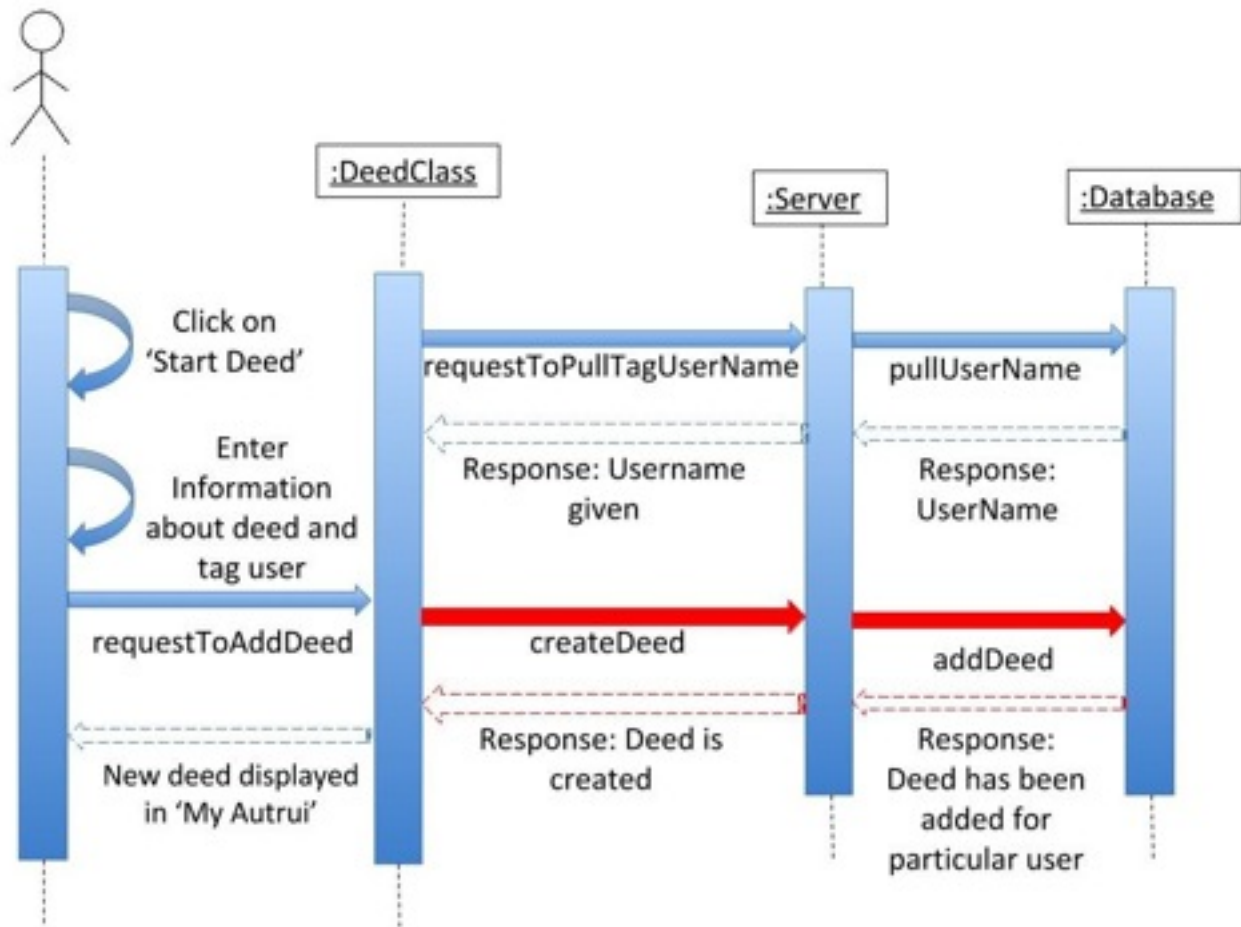 :DeedClass
:Server
:Database
Click on
‘Start Deed’
requestToPullTagUserName
pullUserName
Enter
Information
about deed and
tag user
Response: Username
given
Response:
UserName
requestToAddDeed
createDeed
addDeed
New deed displayed
in ‘My Autrui’
Response: Deed is
created
Response:
Deed has been
added for
particular user